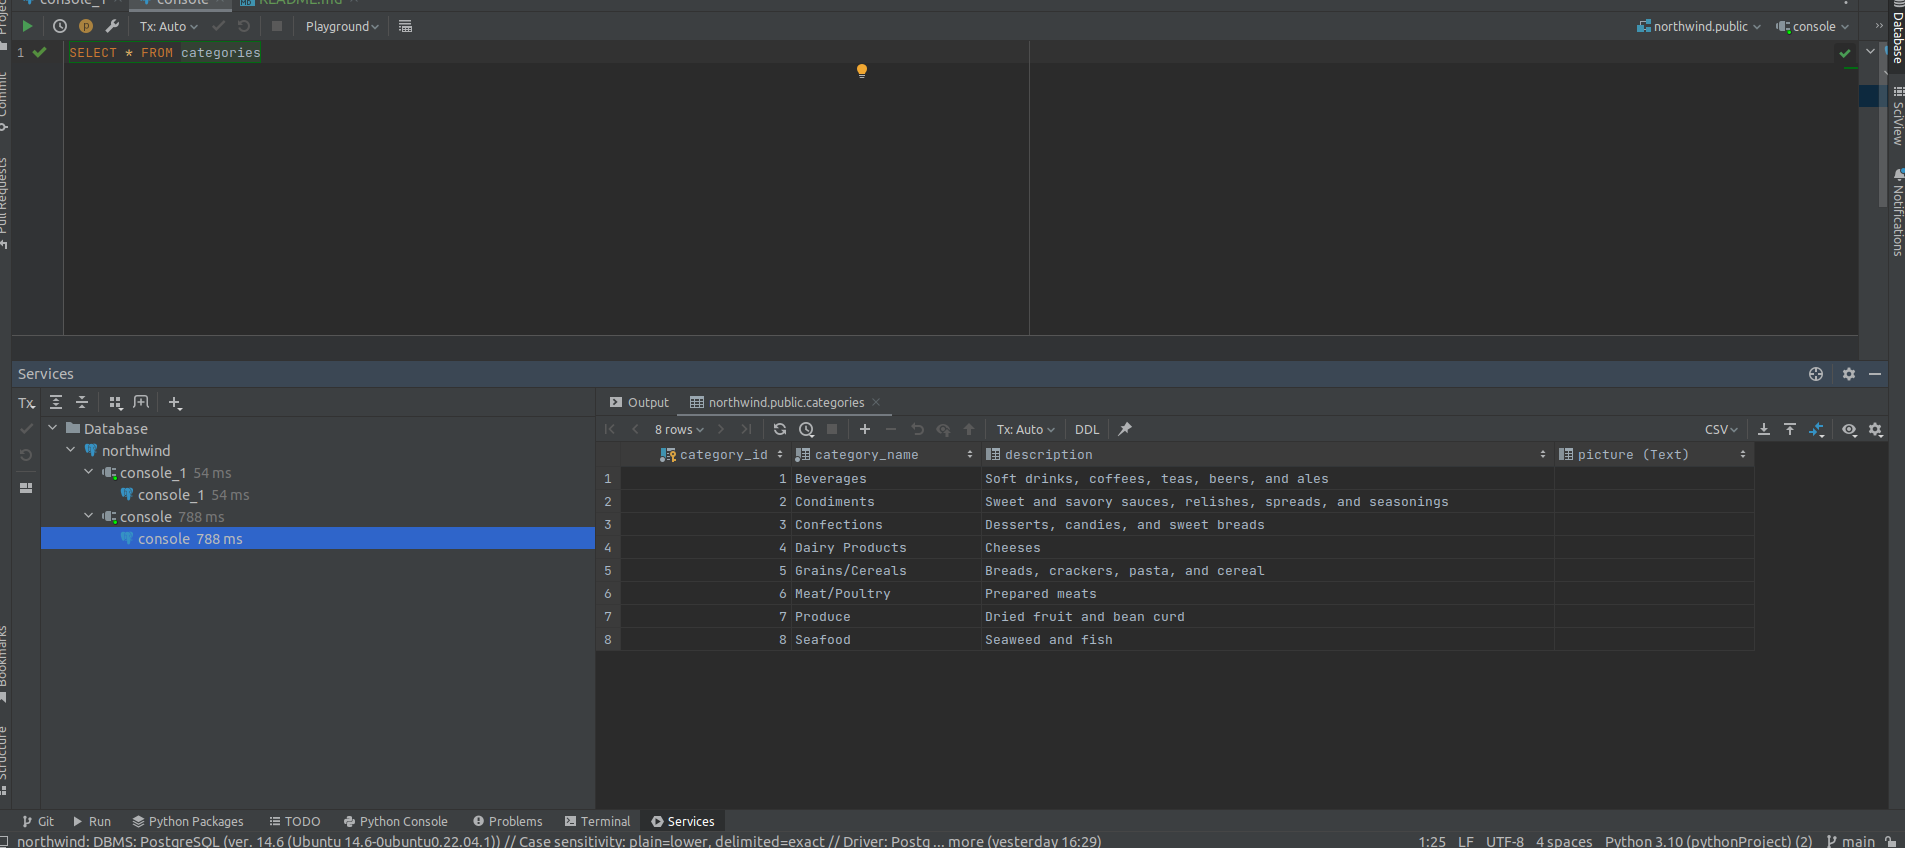 console_1
console
README.md
Tx: Auto
Playground
northwind.public
console
1
SELECT * FROM categories
Commit
Pull Requests
Bookmarks
Structure
Database
SciView
Notifications
Services
Tx
Database
northwind
console_1 54 ms
console_1 54 ms
console 788 ms
console 788 ms
Output
northwind.public.categories
8 rows
Tx: Auto
DDL
CSV
category_id category_name description picture (Text)
1 1 Beverages Soft drinks, coffees, teas, beers, and ales
2 2 Condiments Sweet and savory sauces, relishes, spreads, and seasonings
3 3 Confections Desserts, candies, and sweet breads
4 4 Dairy Products Cheeses
5 5 Grains/Cereals Breads, crackers, pasta, and cereal
6 6 Meat/Poultry Prepared meats
7 7 Produce Dried fruit and bean curd
8 8 Seafood Seaweed and fish
Git Run Python Packages TODO Python Console Problems Terminal Services
northwind: DBMS: PostgreSQL (ver. 14.6 (Ubuntu 14.6-0ubuntu0.22.04.1)) // Case sensitivity: plain=lower, delimited=exact // Driver: Postg ... more (yesterday 16:29) 1:25 LF UTF-8 4 spaces Python 3.10 (pythonProject) (2) main